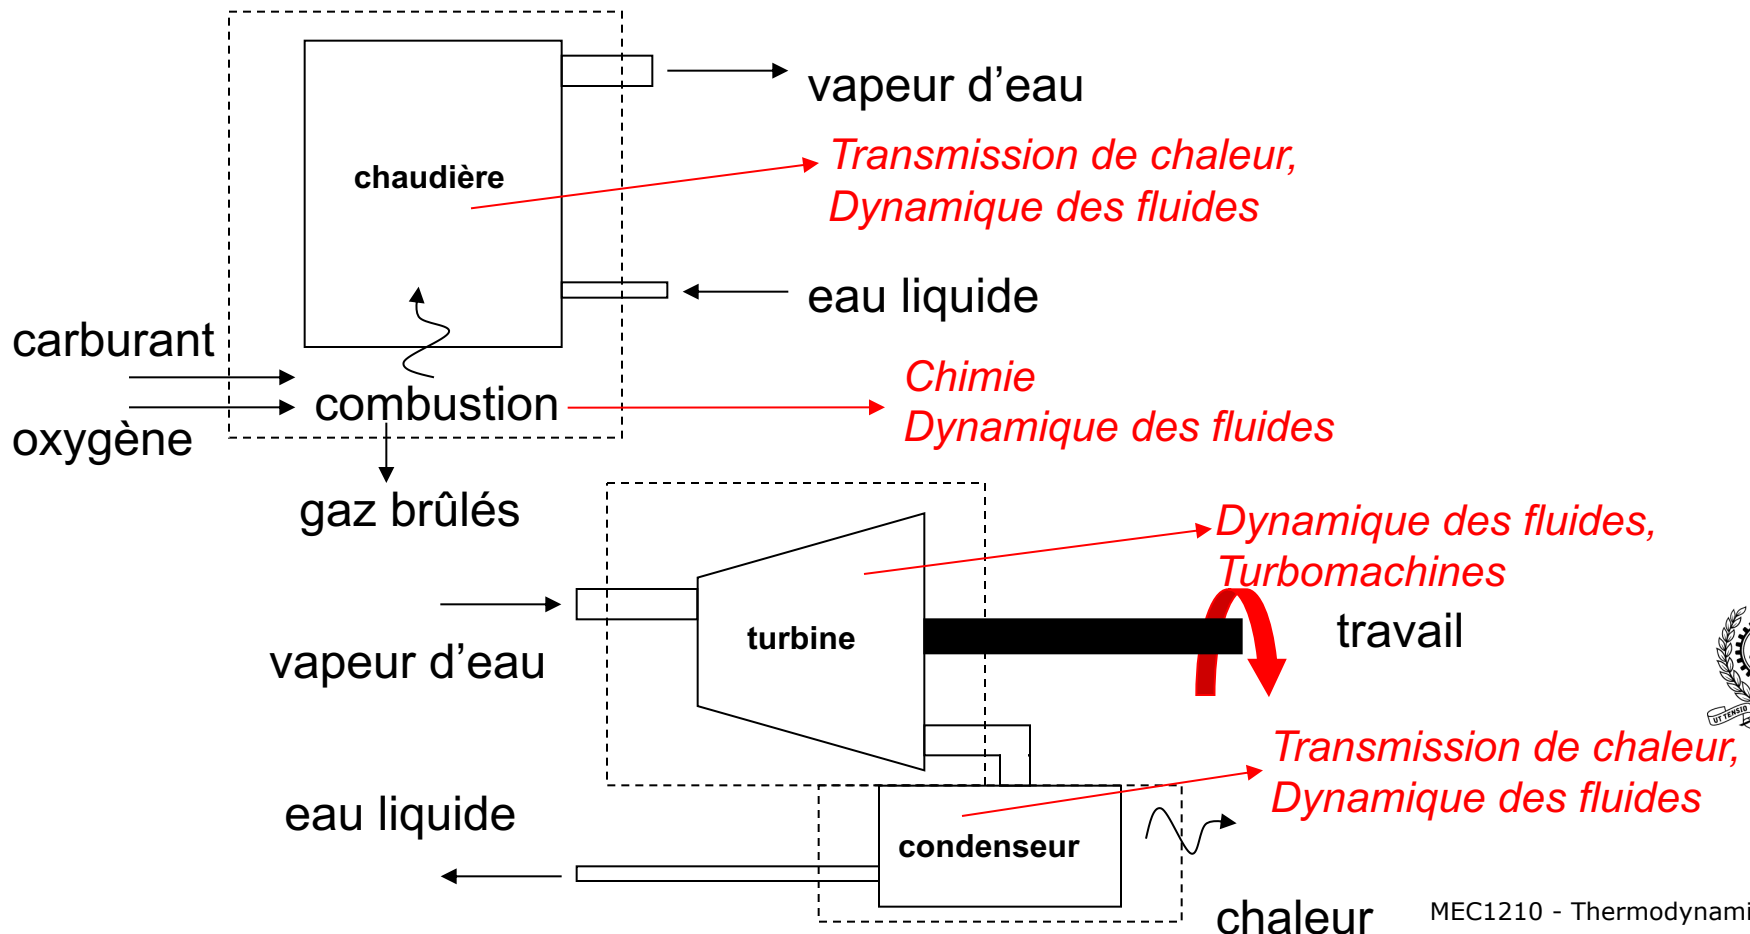 vapeur d'eau
Transmission de chaleur,
Dynamique des fluides
chaudière
eau liquide
carburant
Chimie
combustion
Dynamique des fluides
oxygène
gaz brûlés
Dynamique des fluides,
Turbomachines
turbine
travail
vapeur d'eau
UT TENSIO
Transmission de chaleur,
Dynamique des fluides
eau liquide
condenseur
chaleur
MEC1210 - Thermodynami